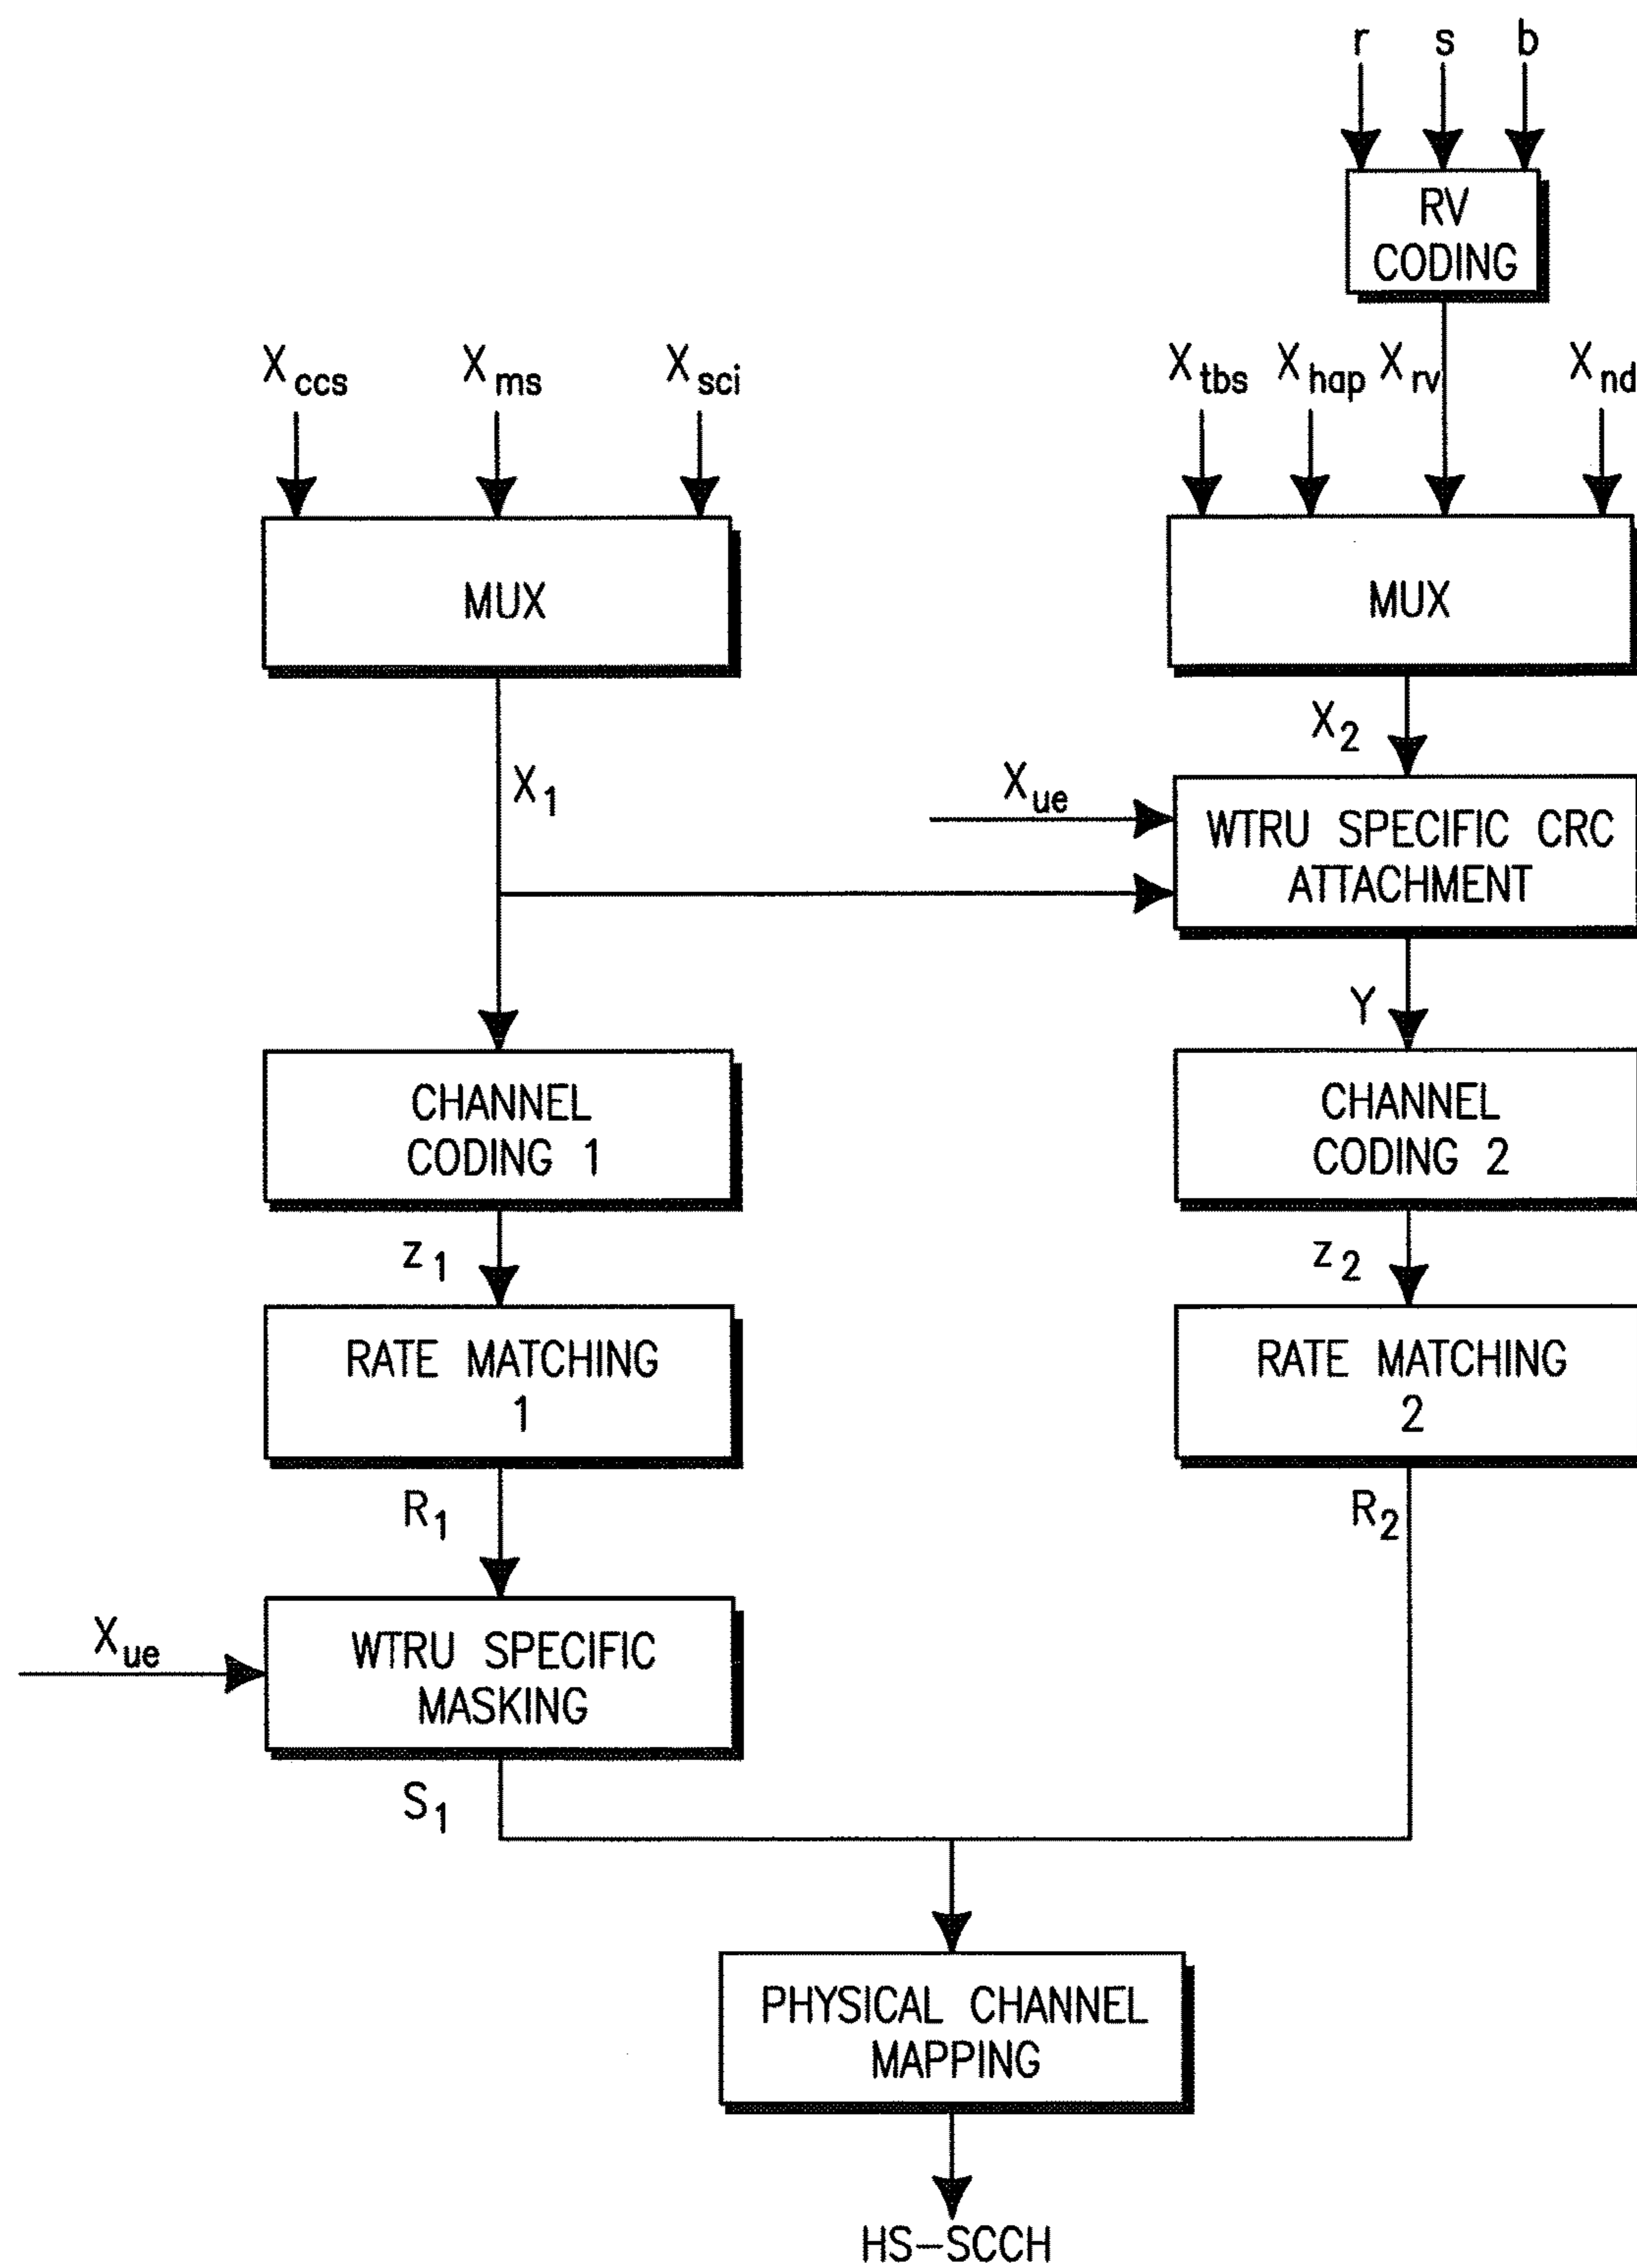 r s b
RV
CODING
Xccs Xms Xsci Xtbs Xhap Xrv Xnd
MUX MUX
X2
X1 Xue
WTRU SPECIFIC CRC
ATTACHMENT
Y
CHANNEL
CODING 1
CHANNEL
CODING 2
z1 z2
RATE MATCHING
1
RATE MATCHING
2
R1 R2
Xue
WTRU SPECIFIC
MASKING
S1
PHYSICAL CHANNEL
MAPPING
HS-SCCH